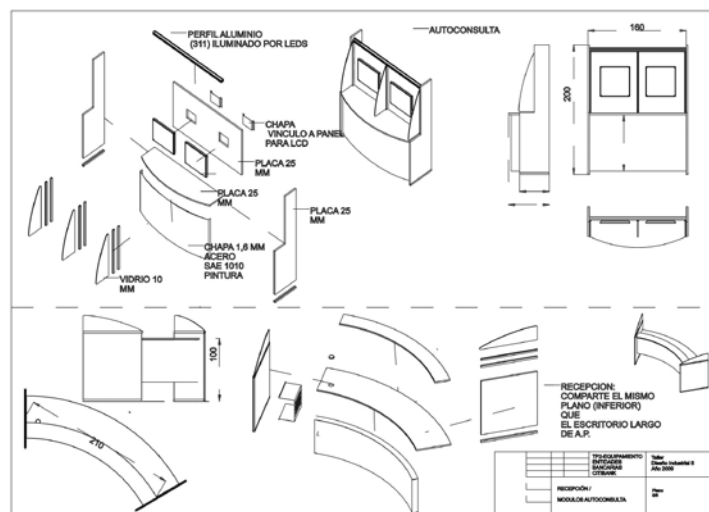 PERFIL ALUMINIO
(311) ILUMINADO POR LEDS
AUTOCONSULTA
160
200
CHAPA
VINCULO A PANEL
PARA LCD
PLACA 25
MM
PLACA 25
MM
PLACA 25
MM
CHAPA 1,6 MM
ACERO
SAE 1010
PINTURA
VIDRIO 10
MM
100
210
RECEPCION:
COMPARTE EL MISMO
PLANO (INFERIOR)
QUE
EL ESCRITORIO LARGO
DE A.P.
TP2-EQUIPAMIENTO
ENTIDADES
BANCARIAS
CITIBANK
Taller
Diseño Industrial II
RECEPCIÓN /
MODULOS AUTOCONSULTA
Plano